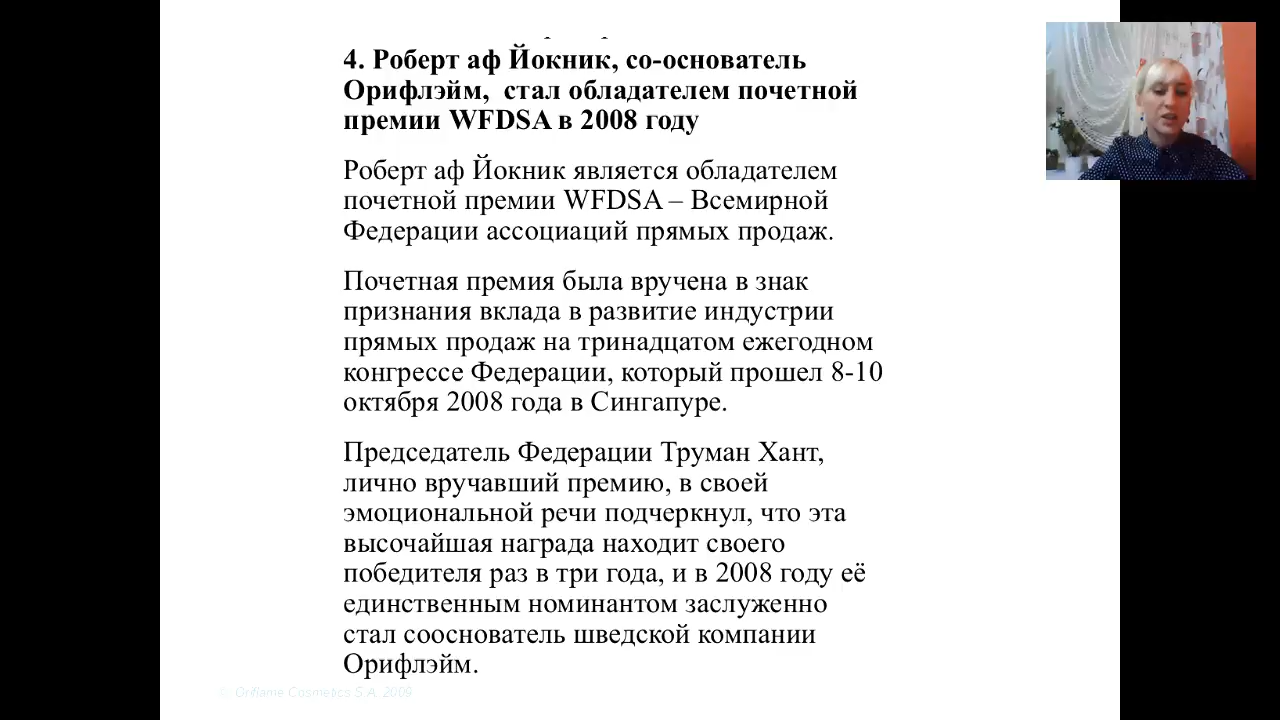 4. Роберт аф Йокник, со-основатель
Орифлэйм, стал обладателем почетной
премии WFDSA в 2008 году
Роберт аф Йокник является обладателем
почетной премии WFDSA – Всемирной
Федерации ассоциаций прямых продаж.
Почетная премия была вручена в знак
признания вклада в развитие индустрии
прямых продаж на тринадцатом ежегодном
конгрессе Федерации, который прошел 8-10
октября 2008 года в Сингапуре.
Председатель Федерации Труман Хант,
лично вручавший премию, в своей
эмоциональной речи подчеркнул, что эта
высочайшая награда находит своего
победителя раз в три года, и в 2008 году её
единственным номинантом заслуженно
стал сооснователь шведской компании
Орифлэйм.
© Oriflame Cosmetics S.A. 2009